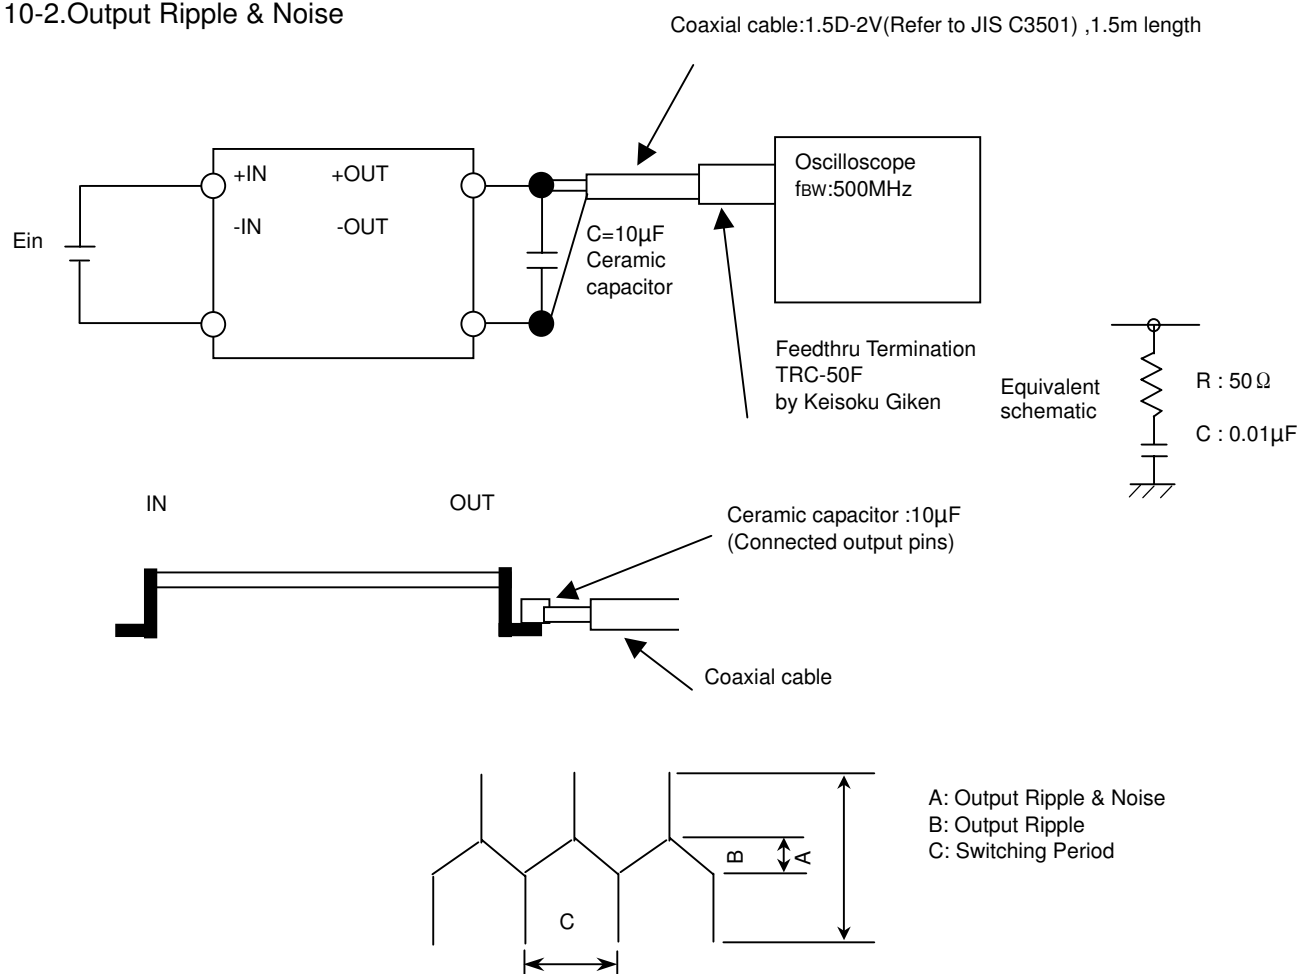 10-2.Output Ripple & Noise
Coaxial cable:1.5D-2V(Refer to JIS C3501) ,1.5m length
+IN
+OUT
-IN
-OUT
Ein
C=10μF
Ceramic
capacitor
Oscilloscope
fBW:500MHz
Feedthru Termination
TRC-50F
by Keisoku Giken
Equivalent
schematic
R : 50Ω
C : 0.01μF
IN
OUT
Ceramic capacitor :10μF
(Connected output pins)
Coaxial cable
B
A
C
A: Output Ripple & Noise
B: Output Ripple
C: Switching Period